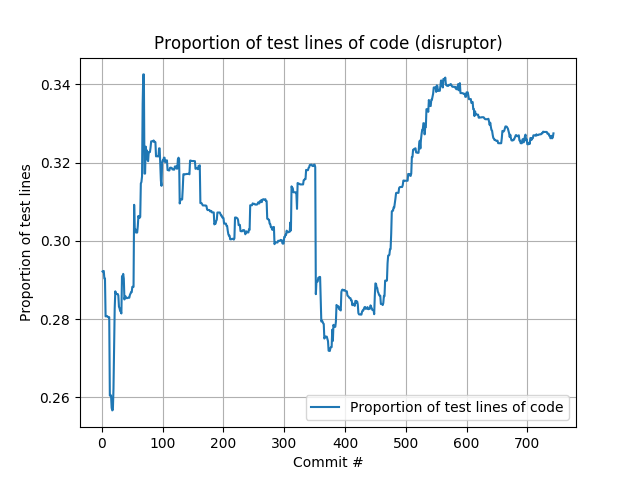 Proportion of test lines of code (disruptor)
Proportion of test lines
0.34
0.32
0.30
0.28
0.26
Proportion of test lines of code
0 100 200 300 400 500 600 700
Commit #